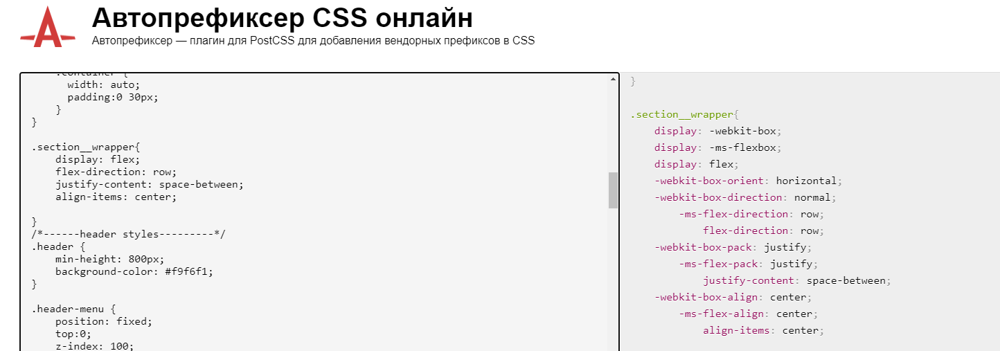 Автопрефиксер CSS онлайн
Автопрефиксер — плагин для PostCSS для добавления вендорных префиксов в CSS
.container {
width: auto;
padding:0 30px;
}
}
.section__wrapper{
display: flex;
flex-direction: row;
justify-content: space-between;
align-items: center;
}
/*------header styles---------*/
.header {
min-height: 800px;
background-color: #f9f6f1;
}
.header-menu {
position: fixed;
top:0;
z-index: 100;
}
.section__wrapper{
display: -webkit-box;
display: -ms-flexbox;
display: flex;
-webkit-box-orient: horizontal;
-webkit-box-direction: normal;
-ms-flex-direction: row;
flex-direction: row;
-webkit-box-pack: justify;
-ms-flex-pack: justify;
justify-content: space-between;
-webkit-box-align: center;
-ms-flex-align: center;
align-items: center;